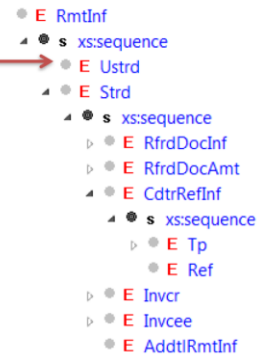 E RmtInf
s xs:sequence
E Ustrd
E Strd
s xs:sequence
E RfrdDocInf
E RfrdDocAmt
E CdtrRefInf
s xs:sequence
E Tp
E Ref
E Invcr
E Invcee
E AddtlRmtInf